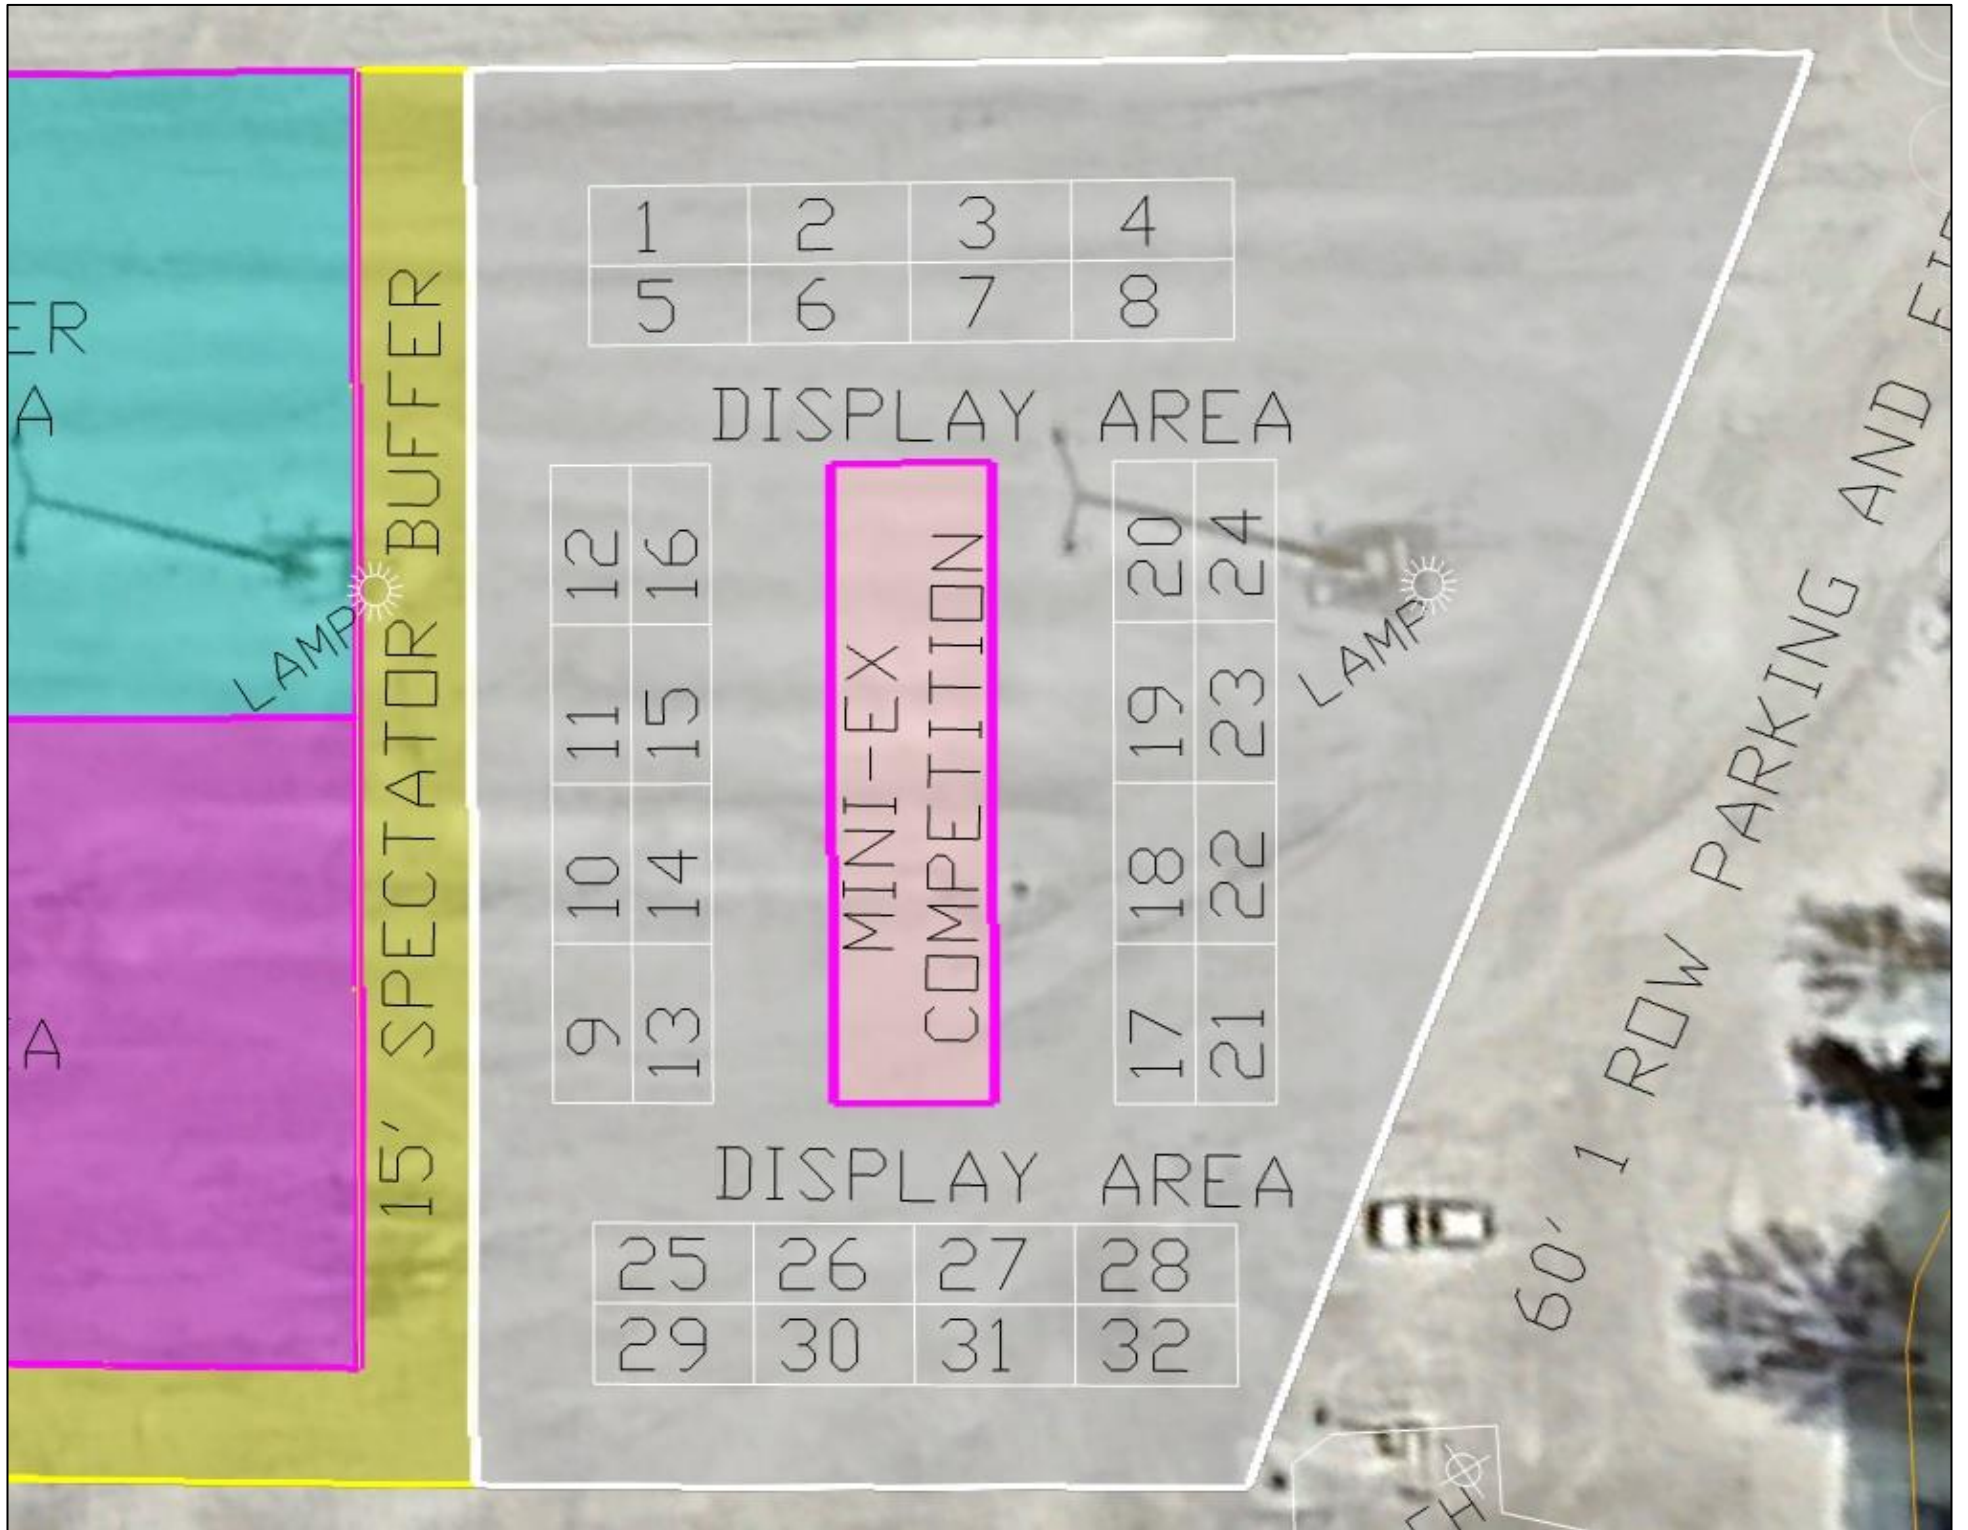 ER
A
A
LAMP
15' SPECTATOR BUFFER
1 2 3 4
5 6 7 8
DISPLAY AREA
12 16
11 15
10 14
9 13
MINI-EX
COMPETITION
20 24
19 23
18 22
17 21
LAMP
DISPLAY AREA
25 26 27 28
29 30 31 32
60' 1 ROW PARKING AND